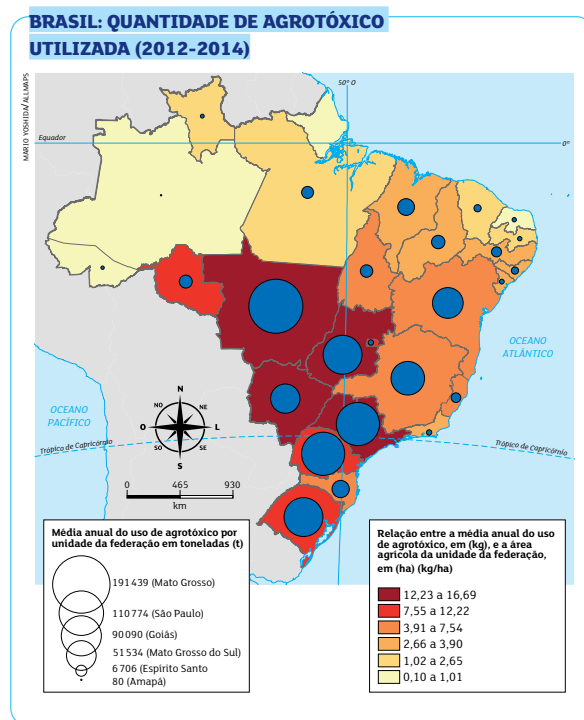 BRASIL: QUANTIDADE DE AGROTÓXICO
UTILIZADA (2012-2014)
MARIO YOSHIDA/ALLMAPS
50° O
Equador
0°
OCEANO
ATLÂNTICO
OCEANO
PACÍFICO
N
NO
NE
O
L
SO
SE
S
Trópico de Capricórnio
Trópico de Capricórnio
0
465
930
km
Média anual do uso de agrotóxico por
unidade da federação em toneladas (t)
191 439 (Mato Grosso)
110 774 (São Paulo)
90 090 (Goiás)
51 534 (Mato Grosso do Sul)
6 706 (Espírito Santo
80 (Amapá)
Relação entre a média anual do uso
de agrotóxico, em (kg), e a área
agrícola da unidade da federação,
em (ha) (kg/ha)
12,23 a 16,69
7,55 a 12,22
3,91 a 7,54
2,66 a 3,90
1,02 a 2,65
0,10 a 1,01